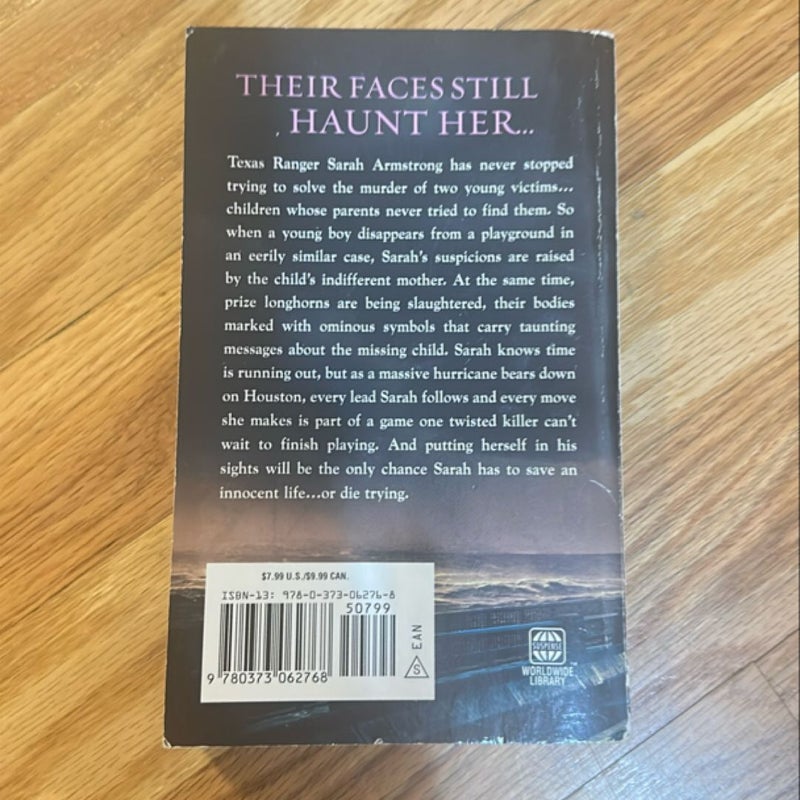 THEIR FACES STILL
HAUNT HER...
Texas Ranger Sarah Armstrong has never stopped
trying to solve the murder of two young victims...
children whose parents never tried to find them. So
when a young boy disappears from a playground in
an eerily similar case, Sarah's suspicions are raised
by the child's indifferent mother. At the same time,
prize longhorns are being slaughtered, their bodies
marked with ominous symbols that carry taunting
messages about the missing child. Sarah knows time
is running out, but as a massive hurricane bears down
on Houston, every lead Sarah follows and every move
she makes is part of a game one twisted killer can't
wait to finish playing. And putting herself in his
sights will be the only chance Sarah has to save an
innocent life...or die trying.
$7.99 U.S./$9.99 CAN.
ISBN-13: 978-0-373-06276-8
50799
9 780373 062768
EAN
S
SUSPENSE
WORLDWIDE
LIBRARY™